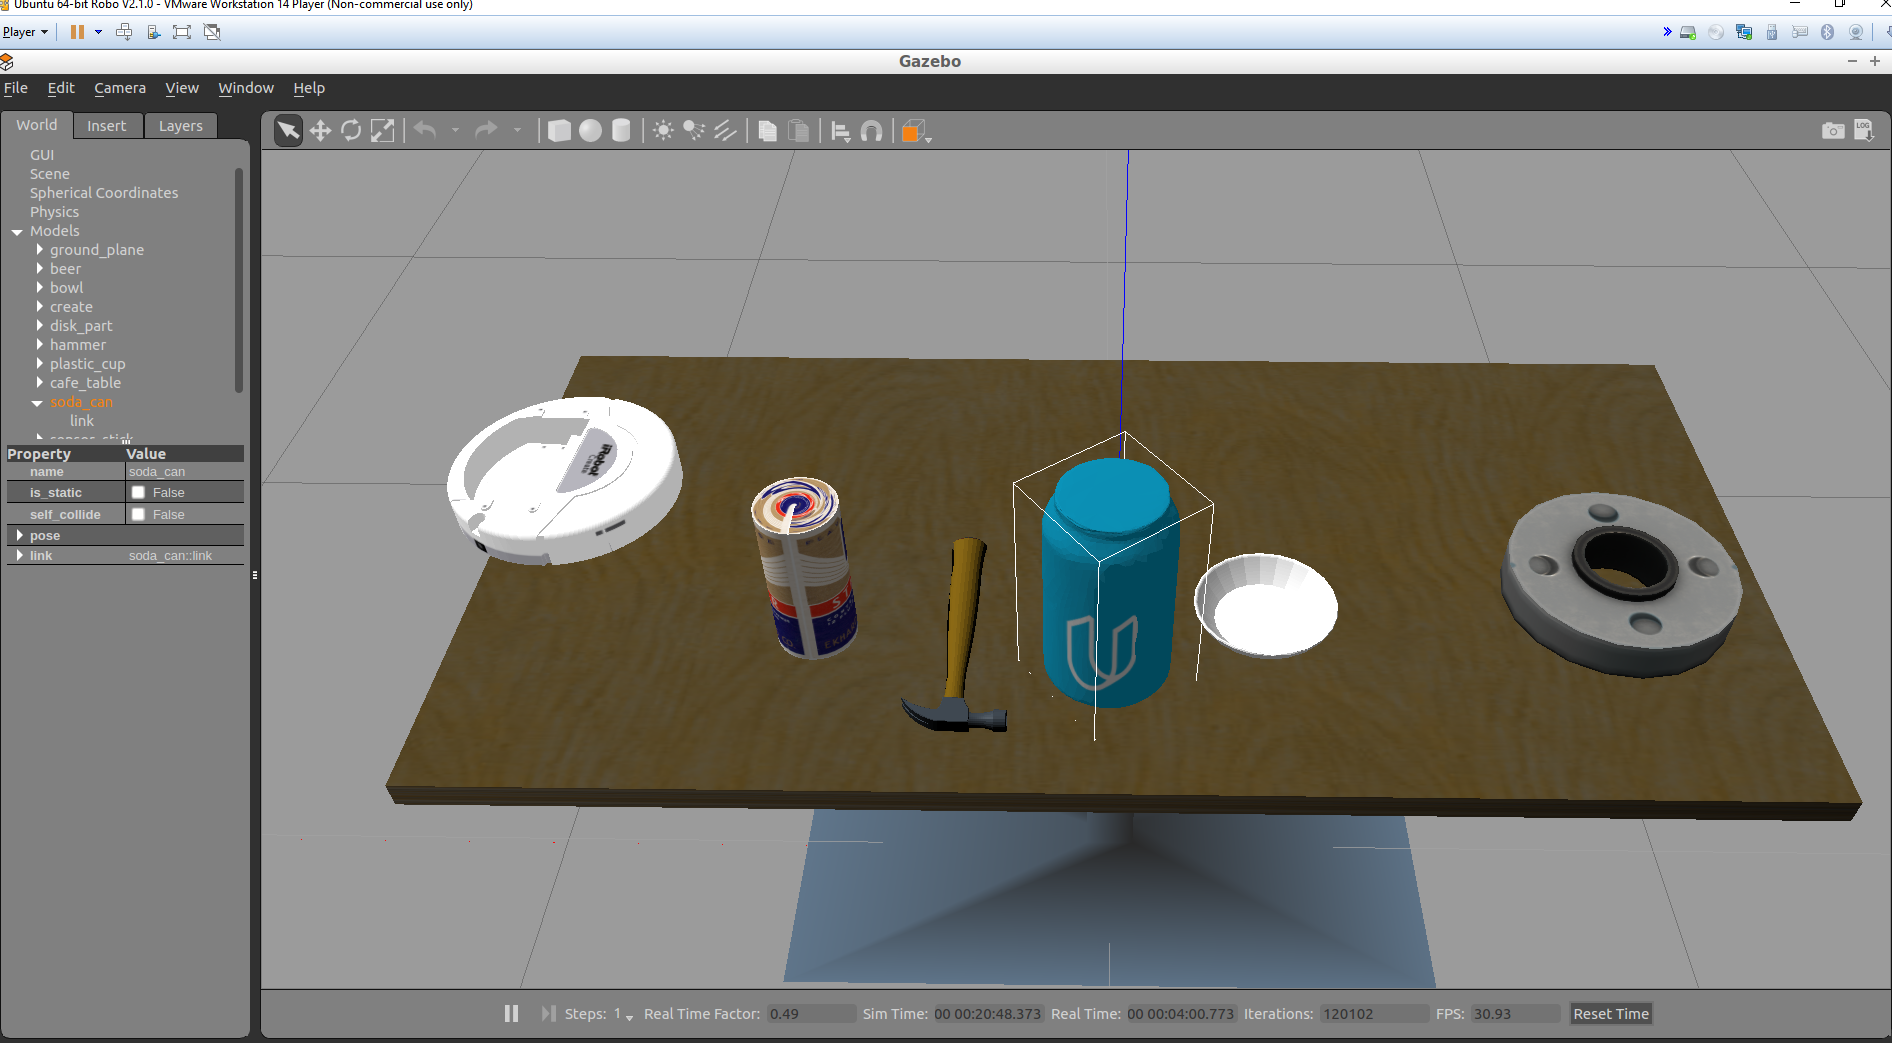 Ubuntu 64-bit Robo V2.1.0 - VMware Workstation 14 Player (Non-commercial use only)
Player
Gazebo
File Edit Camera View Window Help
World Insert Layers
LOG
GUI
Scene
Spherical Coordinates
Physics
Models
ground_plane
beer
bowl
create
disk_part
hammer
plastic_cup
cafe_table
soda_can
link
Property Value
name soda_can
is_static False
self_collide False
pose
link soda_can::link
iRobot
Create
ST
EKHA
U
Steps: 1 Real Time Factor: 0.49 Sim Time: 00 00:20:48.373 Real Time: 00 00:04:00.773 Iterations: 120102 FPS: 30.93 Reset Time